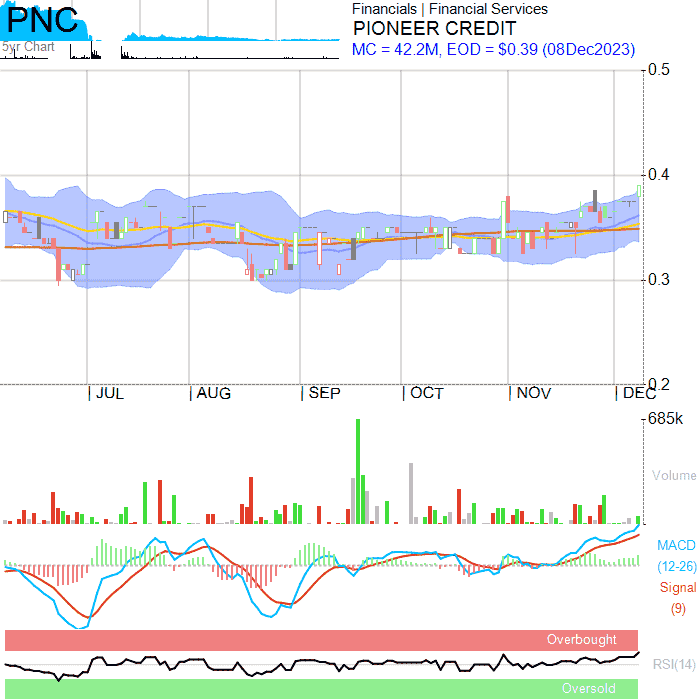 PNC
5yr Chart
Financials | Financial Services
PIONEER CREDIT
MC = 42.2M, EOD = $0.39 (08Dec2023)
0.5
0.4
0.3
0.2
JUL
AUG
SEP
OCT
NOV
DEC
685k
Volume
MACD
(12-26)
Signal
(9)
Overbought
RSI(14)
Oversold